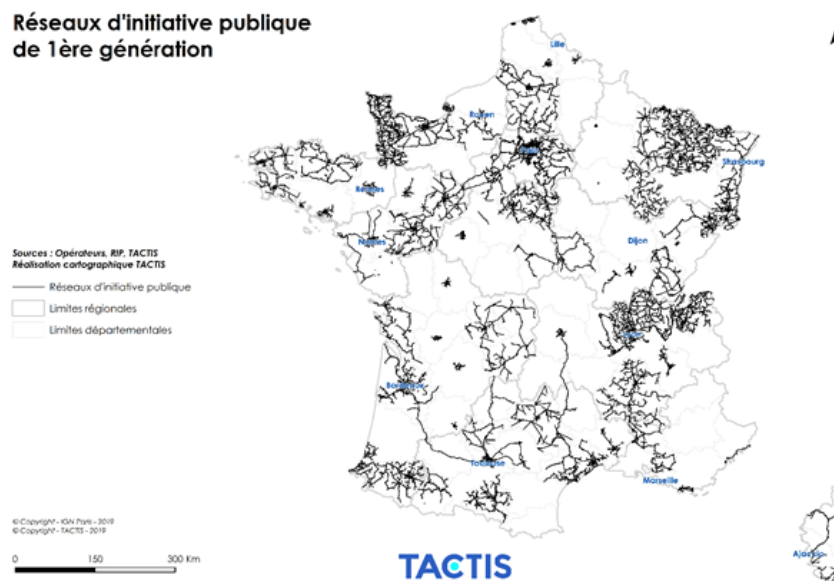 Réseaux d'initiative publique
de 1ère génération
Lille
Rouen
Paris
Strasbourg
Rennes
Nantes
Dijon
Sources : Opérateurs, RIP, TACTIS
Réalisation cartographique TACTIS
Réseaux d'initiative publique
Limites régionales
Limites départementales
Lyon
Bordeaux
Toulouse
Marseille
© Copyright - IGN Paris - 2019
© Copyright - TACTIS - 2019
0 150 300 Km
TACTIS
Ajaccio